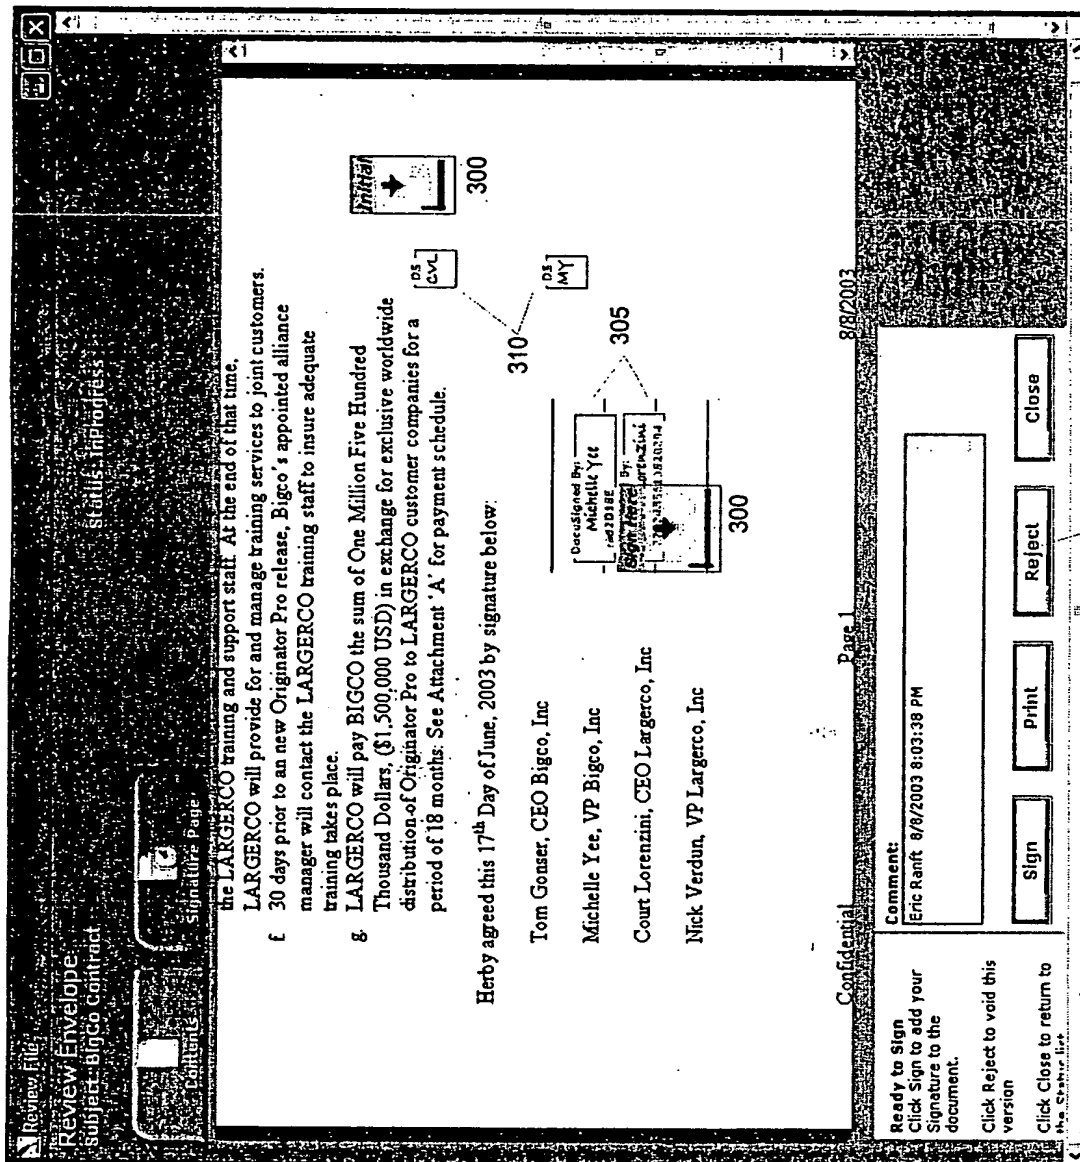 Review File
Review Envelope
Subject: BigCo Contract
Status: InProgress
Contents
Signature Page
the LARGERCO training and support staff. At the end of that time,
LARGERCO will provide for and manage training services to joint customers.
f. 30 days prior to an new Originator Pro release, Bigco's appointed alliance
manager will contact the LARGERCO training staff to insure adequate
training takes place.
g. LARGERCO will pay BIGCO the sum of One Million Five Hundred
Thousand Dollars, ($1,500,000 USD) in exchange for exclusive worldwide
distribution of Originator Pro to LARGERCO customer companies for a
period of 18 months: See Attachment 'A' for payment schedule.
Initial
300
DS
CVL
DS
MY
310
Herby agreed this 17th Day of June, 2003 by signature below:
305
Tom Gonser, CEO Bigco, Inc
Michelle Yee, VP Bigco, Inc
DocuSigned By:
Michelle Yee
Court Lorenzini, CEO Largerco, Inc
Sign Here
By:
Lorenzini
300
Nick Verdun, VP Largerco, Inc
Confidential
Page 1
8/8/2003
Ready to Sign
Click Sign to add your
Signature to the
document.
Click Reject to void this
version
Click Close to return to
the Status list
Comment:
Eric Ranft 8/8/2003 8:03:38 PM
Sign
Print
Reject
Close